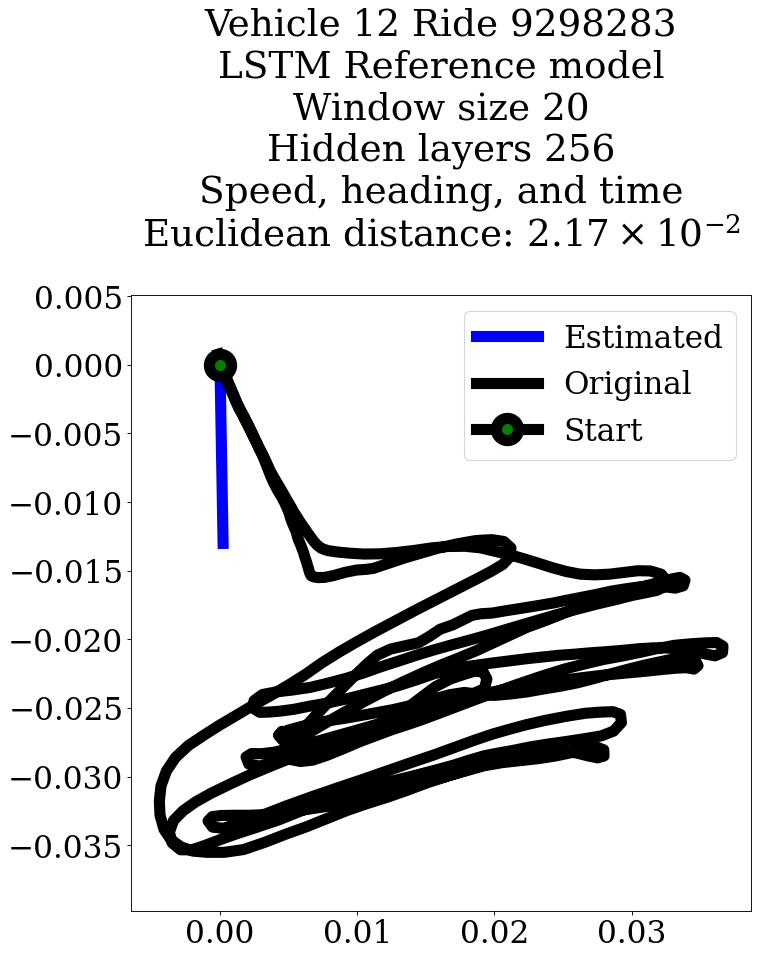 Vehicle 12 Ride 9298283
LSTM Reference model
Window size 20
Hidden layers 256
Speed, heading, and time
Euclidean distance: 2.17 × 10⁻²
0.005
0.000
−0.005
−0.010
−0.015
−0.020
−0.025
−0.030
−0.035
Estimated
Original
Start
0.00 0.01 0.02 0.03